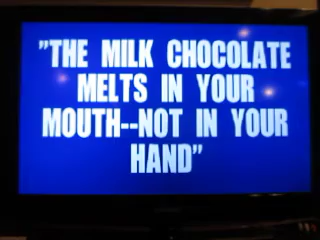 "THE MILK CHOCOLATE
MELTS IN YOUR
MOUTH--NOT IN YOUR
HAND"